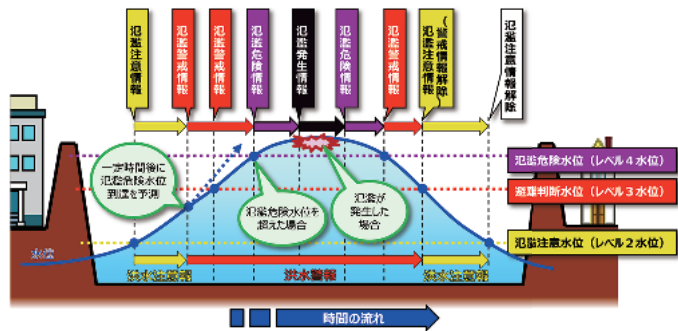 氾濫注意情報
氾濫警戒情報
氾濫警戒情報
氾濫危険情報
氾濫発生情報
氾濫危険情報
氾濫警戒情報
氾濫注意情報
(警戒情報解除)
氾濫注意情報解除
一定時間後に
氾濫危険水位
到達を予測
氾濫危険水位を
超えた場合
氾濫が
発生した
場合
氾濫危険水位(レベル4水位)
避難判断水位(レベル3水位)
氾濫注意水位(レベル2水位)
水位
洪水注意報
洪水警報
洪水注意報
時間の流れ